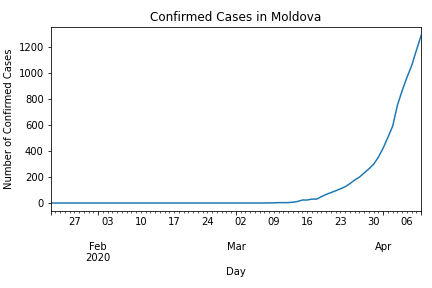 Confirmed Cases in Moldova
Number of Confirmed Cases
1200
1000
800
600
400
200
0
27 03 10 17 24 02 09 16 23 30 06
Feb Mar Apr
2020
Day